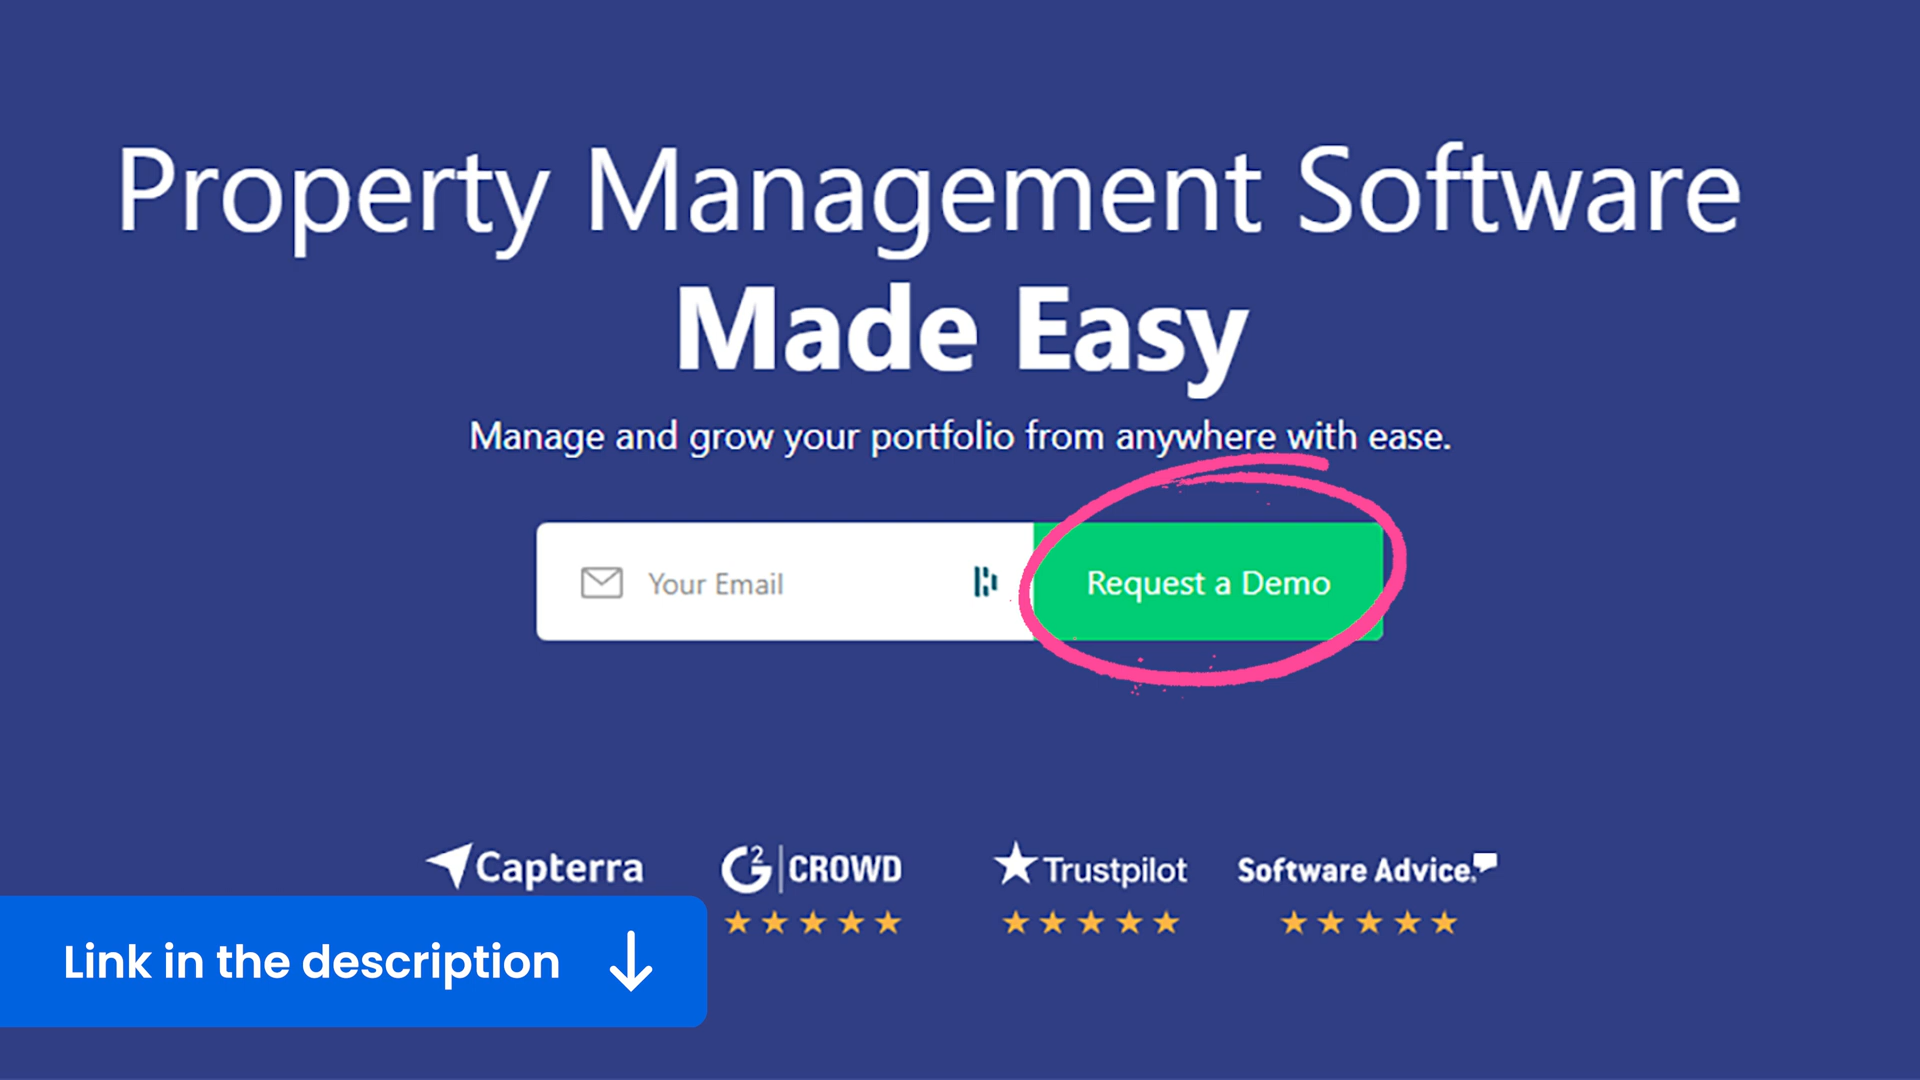 Property Management Software
Made Easy
Manage and grow your portfolio from anywhere with ease.
Your Email
Request a Demo
Capterra
G2 | CROWD
Trustpilot
Software Advice.
Link in the description